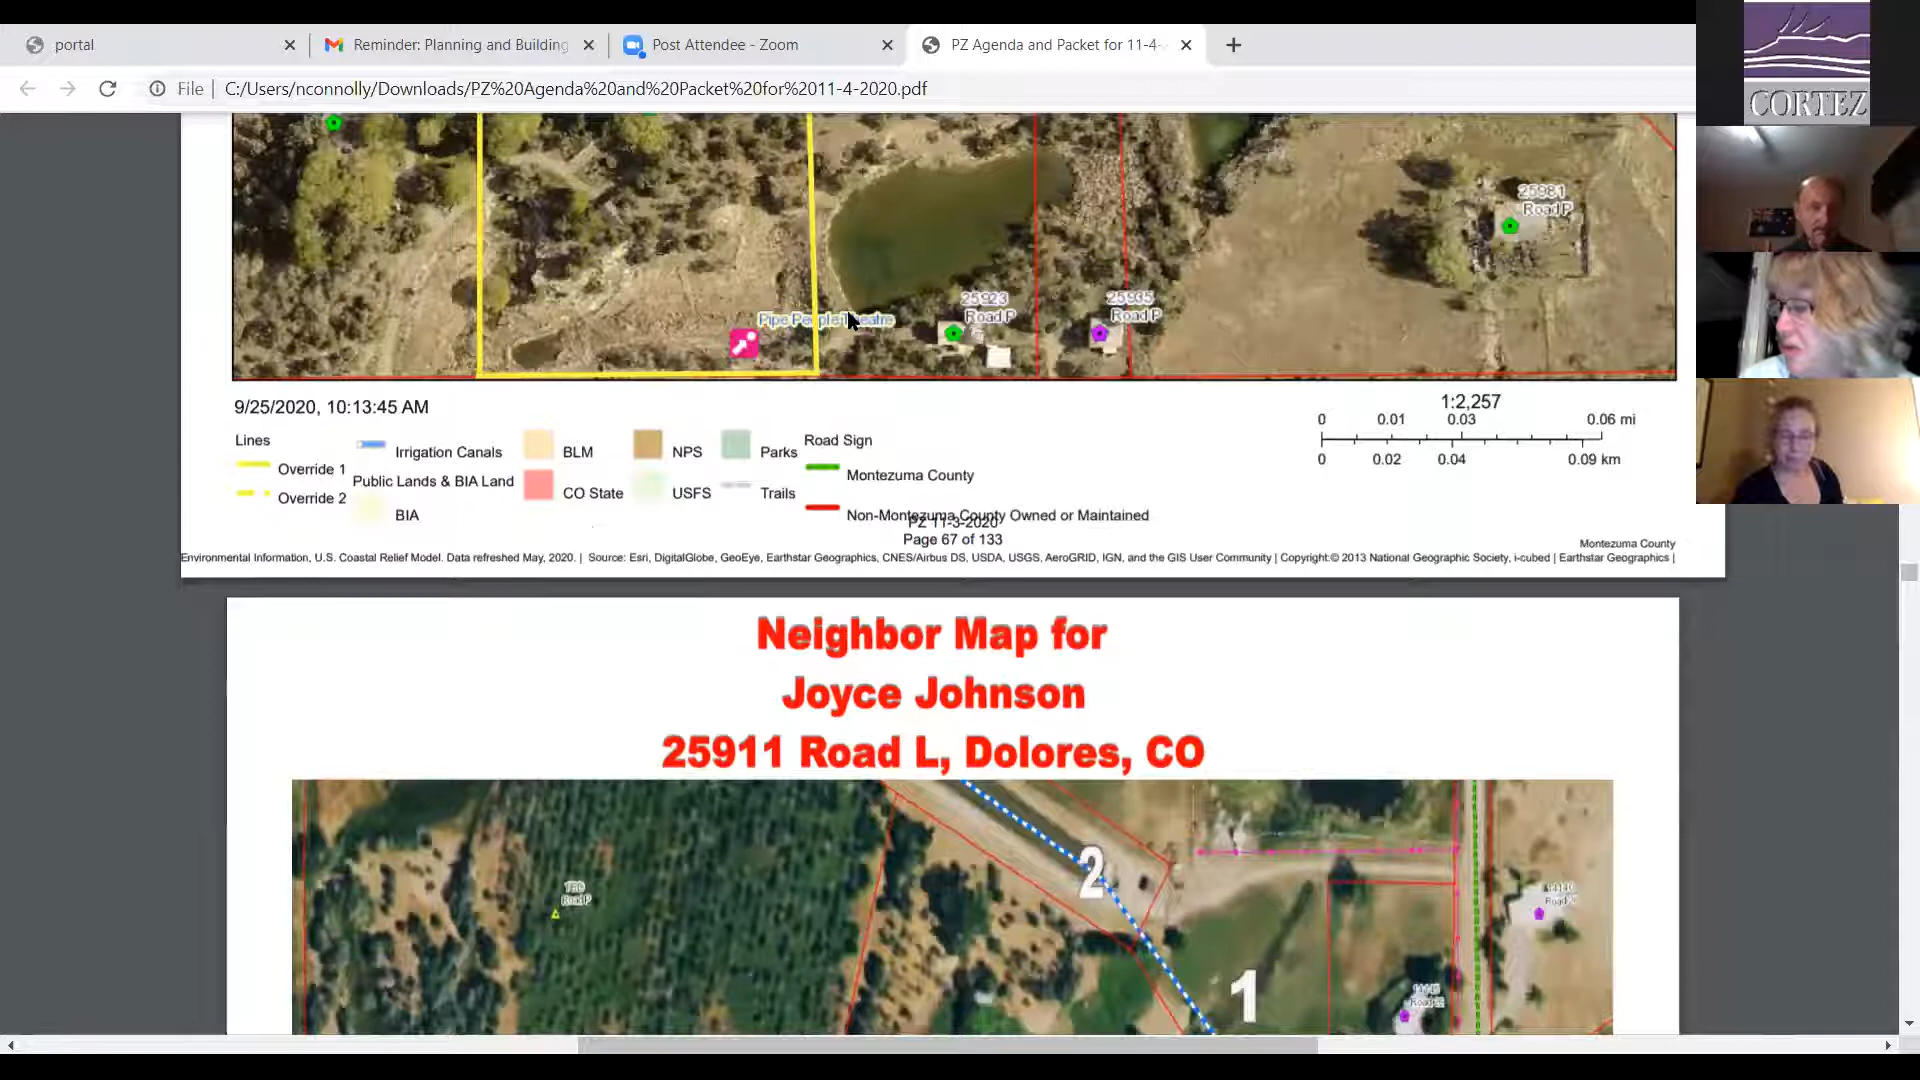 portal
Reminder: Planning and Building
Post Attendee - Zoom
PZ Agenda and Packet for 11-4-
File
C:/Users/nconnolly/Downloads/PZ%20Agenda%20and%20Packet%20for%2011-4-2020.pdf
CORTEZ
25981
Road P
25923
Road P
25935
Road P
Pipe People Theatre
9/25/2020, 10:13:45 AM
1:2,257
0 0.01 0.03 0.06 mi
0 0.02 0.04 0.09 km
Lines
Override 1
Override 2
Irrigation Canals
Public Lands & BIA Land
BIA
BLM
CO State
NPS
USFS
Parks
Trails
Road Sign
Montezuma County
Non-Montezuma County Owned or Maintained
PZ 11-3-2020
Page 67 of 133
Montezuma County
Environmental Information, U.S. Coastal Relief Model. Data refreshed May, 2020. | Source: Esri, DigitalGlobe, GeoEye, Earthstar Geographics, CNES/Airbus DS, USDA, USGS, AeroGRID, IGN, and the GIS User Community | Copyright:© 2013 National Geographic Society, i-cubed | Earthstar Geographics |
Neighbor Map for
Joyce Johnson
25911 Road L, Dolores, CO
2
TBD
Road P
1